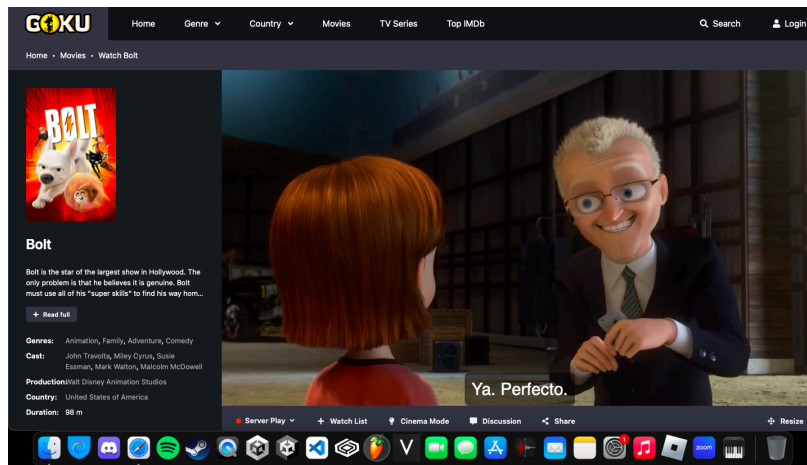 GOKU
Home
Genre
Country
Movies
TV Series
Top IMDb
Search
Login
Home • Movies • Watch Bolt
BOLT
Bolt
Bolt is the star of the largest show in Hollywood. The
only problem is that he believes it is genuine. Bolt
must use all of his "super skills" to find his way hom...
+ Read full
Genres: Animation, Family, Adventure, Comedy
Cast: John Travolta, Miley Cyrus, Susie
Essman, Mark Walton, Malcolm McDowell
Production: Walt Disney Animation Studios
Country: United States of America
Duration: 98 m
Ya. Perfecto.
Server Play
+ Watch List
Cinema Mode
Discussion
Share
Resize
V
1
zoom